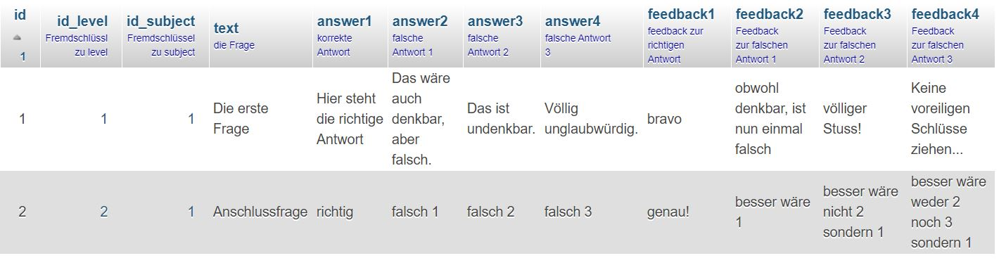 id
1
id_level
Fremdschlüssl
zu level
id_subject
Fremdschlüssel
zu subject
text
die Frage
answer1
korrekte
Antwort
answer2
falsche
Antwort 1
answer3
falsche
Antwort 2
answer4
falsche Antwort
3
feedback1
feedback zur
richtigen
Antwort
feedback2
Feedback
zur falschen
Antwort 1
feedback3
Feedback
zur falschen
Antwort 2
feedback4
Feedback
zur falschen
Antwort 3
1
1
1
Die erste
Frage
Hier steht
die richtige
Antwort
Das wäre
auch
denkbar,
aber
falsch.
Das ist
undenkbar.
Völlig
unglaubwürdig.
bravo
obwohl
denkbar, ist
nun einmal
falsch
völliger
Stuss!
Keine
voreiligen
Schlüsse
ziehen...
2
2
1
Anschlussfrage
richtig
falsch 1
falsch 2
falsch 3
genau!
besser wäre
1
besser wäre
nicht 2
sondern 1
besser wäre
weder 2
noch 3
sondern 1